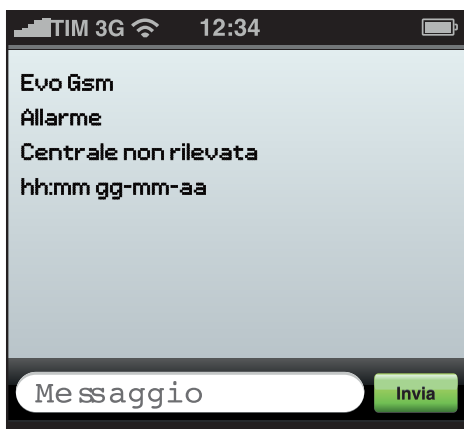 TIM 3G 12:34
Evo Gsm
Allarme
Centrale non rilevata
hh:mm gg-mm-aa
Messaggio Invia